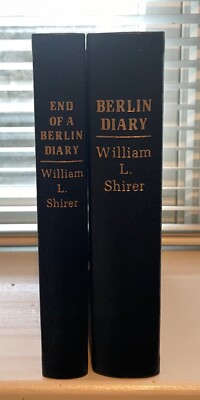 END
OF A
BERLIN
DIARY
William
L.
Shirer
BERLIN
DIARY
William
L.
Shirer